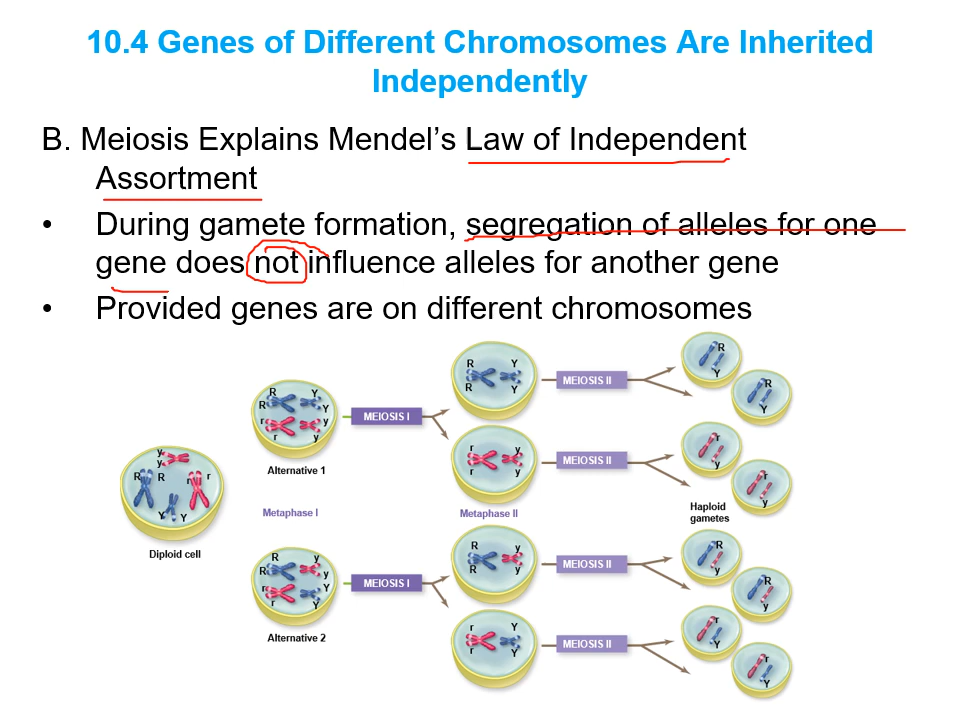 10.4 Genes of Different Chromosomes Are Inherited
Independently
B. Meiosis Explains Mendel's Law of Independent
Assortment
• During gamete formation, segregation of alleles for one
gene does not influence alleles for another gene
• Provided genes are on different chromosomes
R Y
R Y
r y
r y
MEIOSIS I
Alternative 1
R Y
R Y
MEIOSIS II
R
Y
R
Y
r y
r y
MEIOSIS II
r
y
r
y
y
y
R R r r
Y Y
Diploid cell
Metaphase I
Metaphase II
Haploid
gametes
R y
R y
r Y
r Y
MEIOSIS I
Alternative 2
R y
R y
MEIOSIS II
R
y
R
y
r Y
r Y
MEIOSIS II
r
Y
r
Y